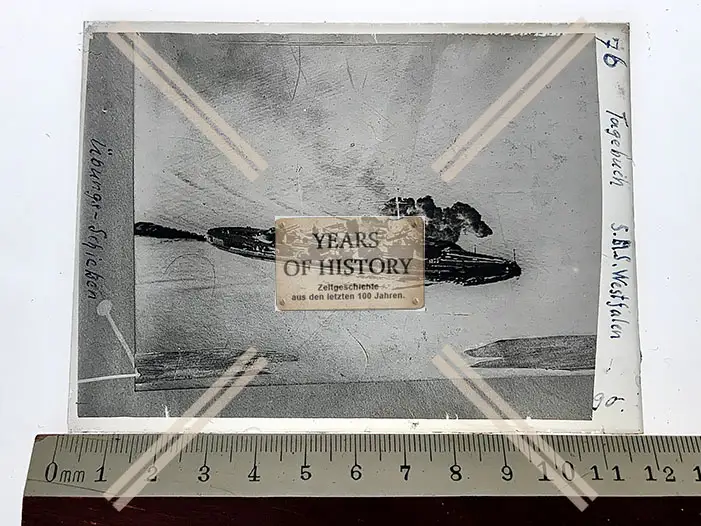 76 Tagebuch S.M.S. Westfalen
Übungs-Schießen
YEARS
OF HISTORY
Zeitgeschichte
aus den letzten 100 Jahren.
90.
0mm 1 2 3 4 5 6 7 8 9 10 11 12